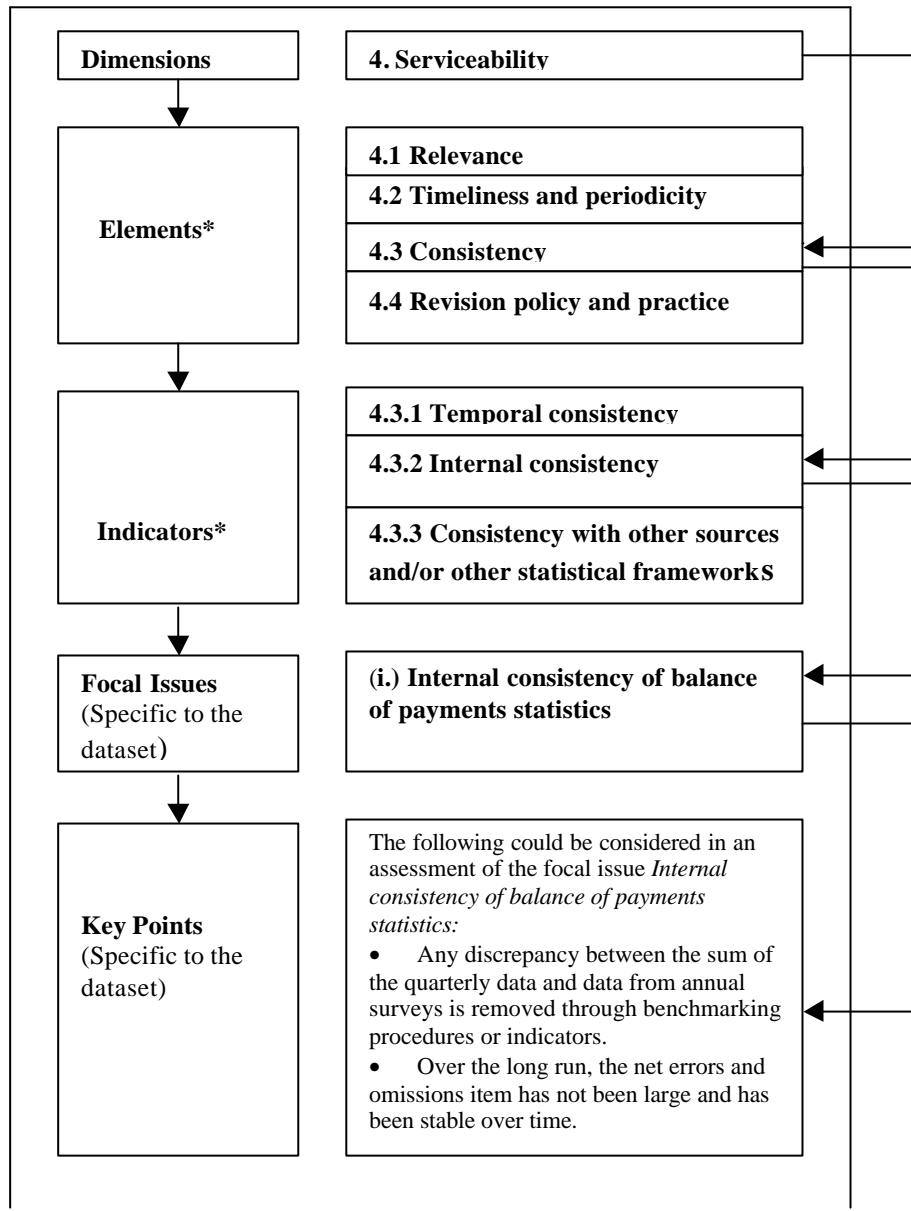 Dimensions
4. Serviceability
Elements*
4.1 Relevance
4.2 Timeliness and periodicity
4.3 Consistency
4.4 Revision policy and practice
Indicators*
4.3.1 Temporal consistency
4.3.2 Internal consistency
4.3.3 Consistency with other sources
and/or other statistical frameworks
Focal Issues
(Specific to the
dataset)
(i.) Internal consistency of balance
of payments statistics
Key Points
(Specific to the
dataset)
The following could be considered in an
assessment of the focal issue Internal
consistency of balance of payments
statistics:
• Any discrepancy between the sum of
the quarterly data and data from annual
surveys is removed through benchmarking
procedures or indicators.
• Over the long run, the net errors and
omissions item has not been large and has
been stable over time.